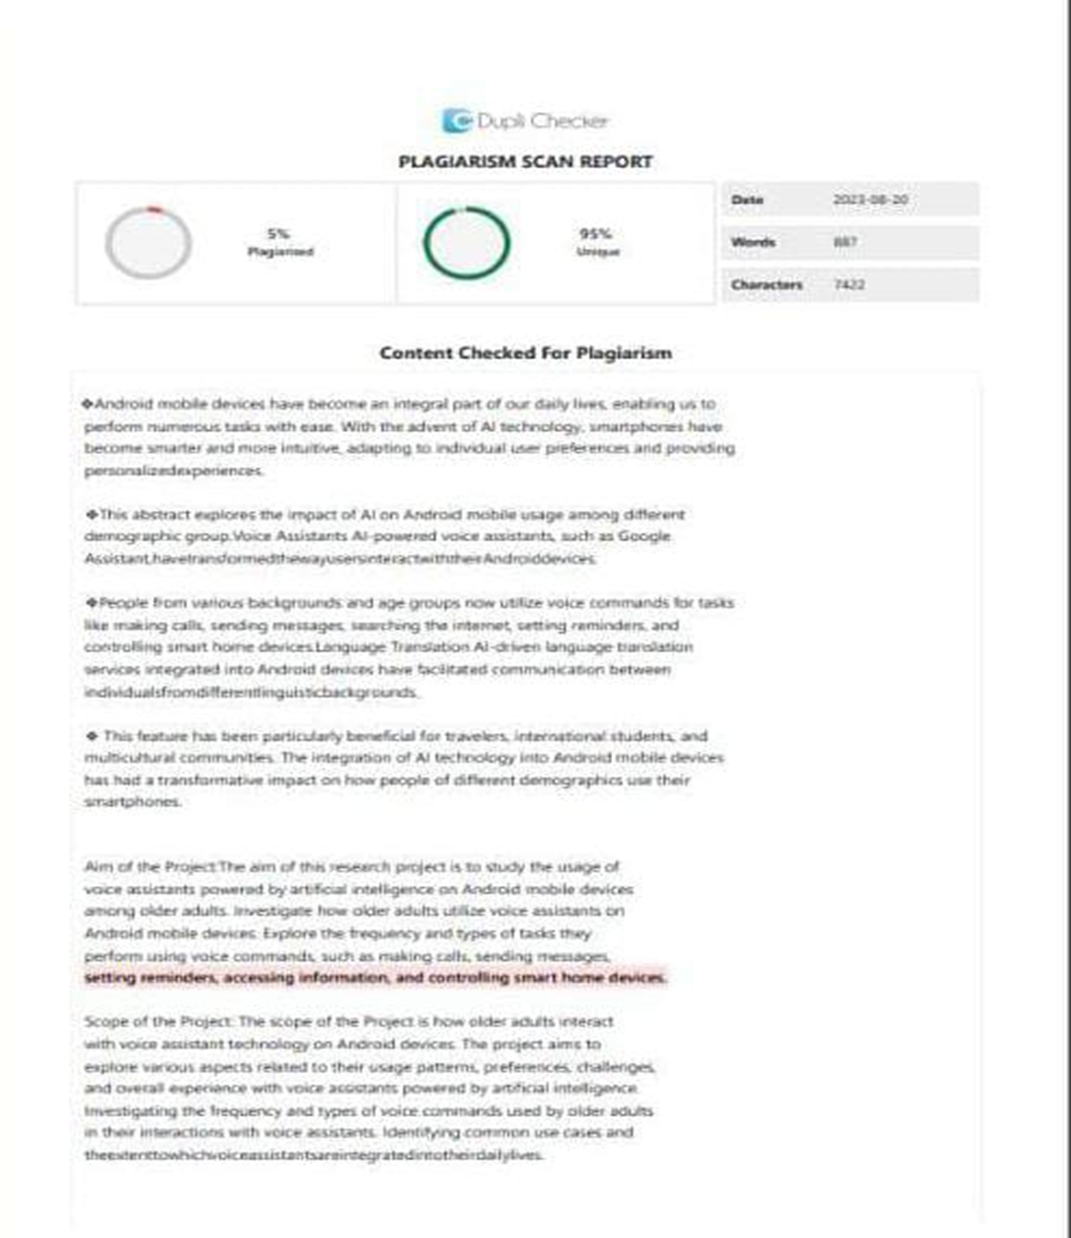 Dupli Checker
PLAGIARISM SCAN REPORT
5%
Plagiarised
95%
Unique
Date 2023-08-20
Words 887
Characters 7422
Content Checked For Plagiarism
❖Android mobile devices have become an integral part of our daily lives, enabling us to
perform numerous tasks with ease. With the advent of AI technology, smartphones have
become smarter and more intuitive, adapting to individual user preferences and providing
personalizedexperiences.
❖This abstract explores the impact of AI on Android mobile usage among different
demographic group.Voice Assistants AI-powered voice assistants, such as Google
Assistant,havetransformedthewayusersinteractwiththeirAndroiddevices.
❖People from various backgrounds and age groups now utilize voice commands for tasks
like making calls, sending messages, searching the internet, setting reminders, and
controlling smart home devices.Language Translation AI-driven language translation
services integrated into Android devices have facilitated communication between
individualsfromdifferentlinguisticbackgrounds.
❖ This feature has been particularly beneficial for travelers, international students, and
multicultural communities. The integration of AI technology into Android mobile devices
has had a transformative impact on how people of different demographics use their
smartphones.
Aim of the Project:The aim of this research project is to study the usage of
voice assistants powered by artificial intelligence on Android mobile devices
among older adults. Investigate how older adults utilize voice assistants on
Android mobile devices. Explore the frequency and types of tasks they
perform using voice commands, such as making calls, sending messages,
setting reminders, accessing information, and controlling smart home devices.
Scope of the Project: The scope of the Project is how older adults interact
with voice assistant technology on Android devices. The project aims to
explore various aspects related to their usage patterns, preferences, challenges,
and overall experience with voice assistants powered by artificial intelligence.
Investigating the frequency and types of voice commands used by older adults
in their interactions with voice assistants. Identifying common use cases and
theextenttowhichvoiceassistantsareintegratedintotheirdailylives.